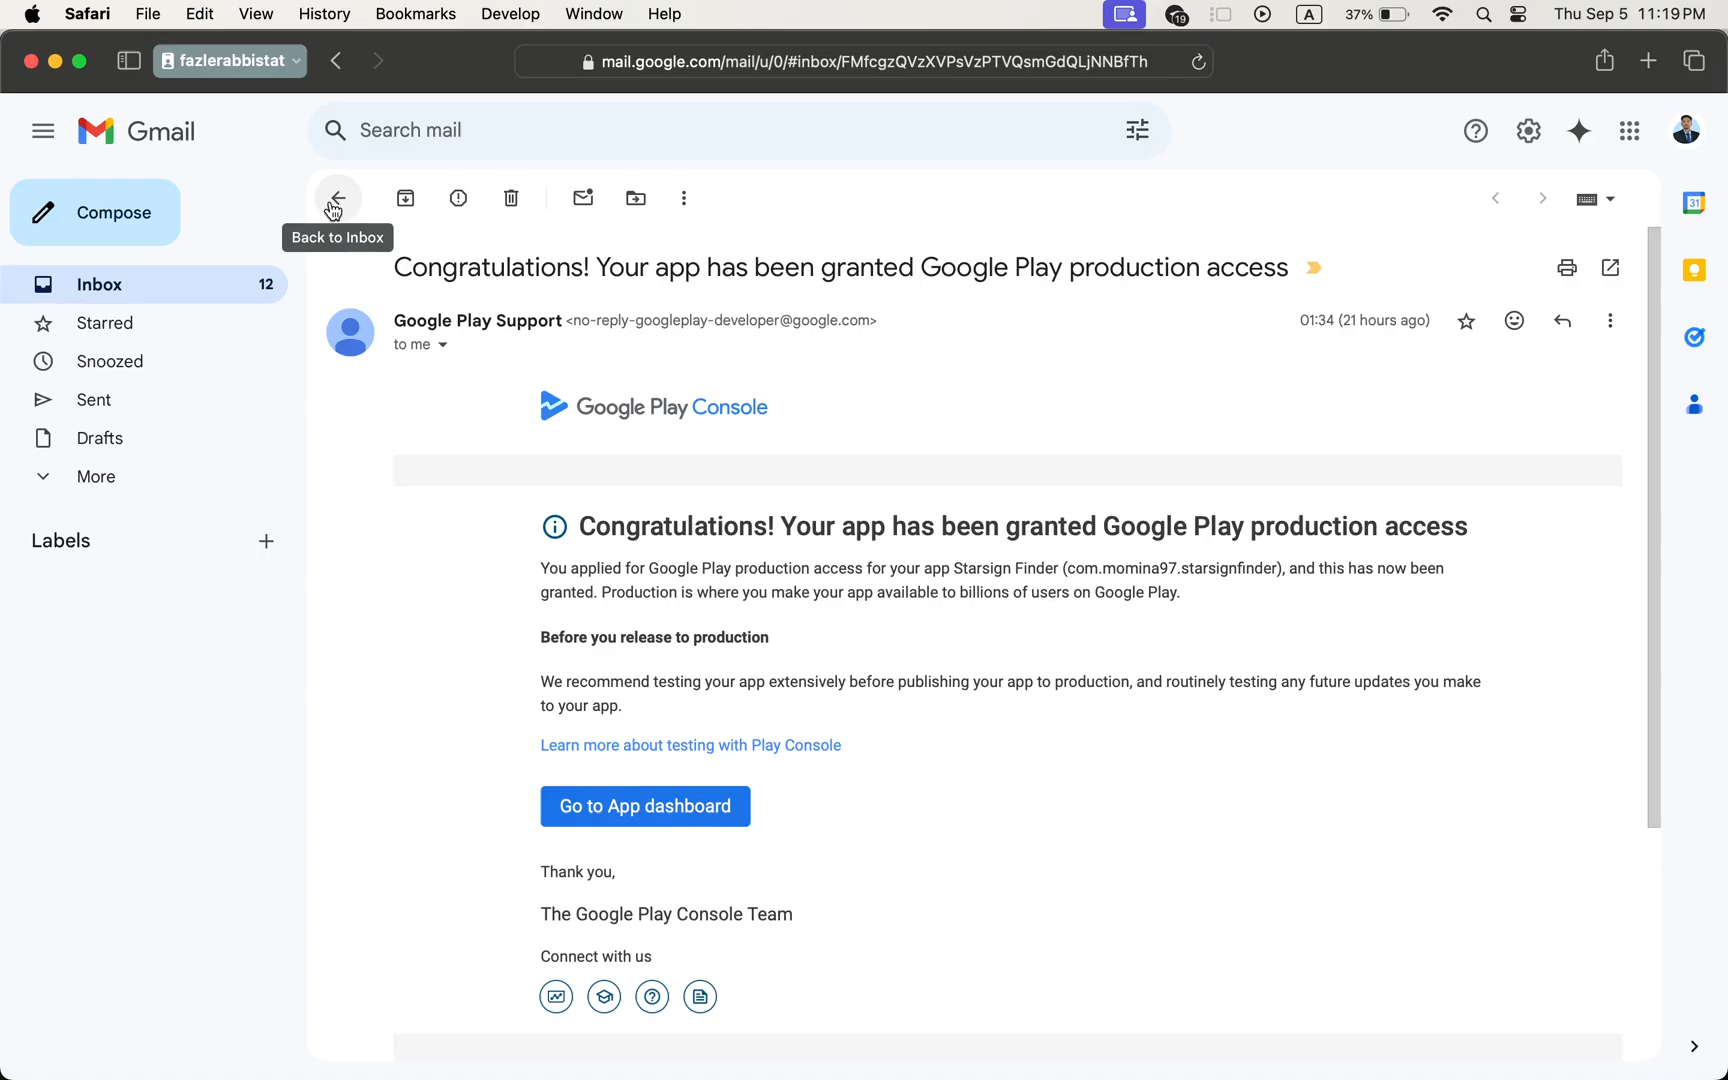 Safari File Edit View History Bookmarks Develop Window Help 19 A 37% Thu Sep 5 11:19 PM
fazlerabbistat mail.google.com/mail/u/0/#inbox/FMfcgzQVzXVPsVzPTVQsmGdQLjNNBfTh
Gmail Search mail
Compose
31
Back to Inbox
Congratulations! Your app has been granted Google Play production access
Inbox 12
Starred
Google Play Support <no-reply-googleplay-developer@google.com> 01:34 (21 hours ago)
to me
Snoozed
Sent
Drafts
More
Labels
Google Play Console
Congratulations! Your app has been granted Google Play production access
You applied for Google Play production access for your app Starsign Finder (com.momina97.starsignfinder), and this has now been
granted. Production is where you make your app available to billions of users on Google Play.
Before you release to production
We recommend testing your app extensively before publishing your app to production, and routinely testing any future updates you make
to your app.
Learn more about testing with Play Console
Go to App dashboard
Thank you,
The Google Play Console Team
Connect with us